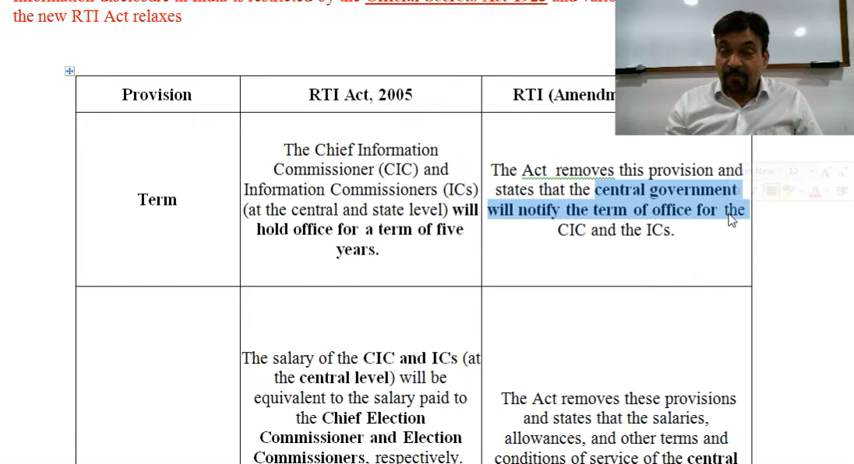 the new RTI Act relaxes
Provision
RTI Act, 2005
RTI (Amendm
Term
The Chief Information
Commissioner (CIC) and
Information Commissioners (ICs)
(at the central and state level) will
hold office for a term of five
years.
The Act removes this provision and
states that the central government
will notify the term of office for the
CIC and the ICs.
The salary of the CIC and ICs (at
the central level) will be
equivalent to the salary paid to
the Chief Election
Commissioner and Election
Commissioners, respectively.
The Act removes these provisions
and states that the salaries,
allowances, and other terms and
conditions of service of the central